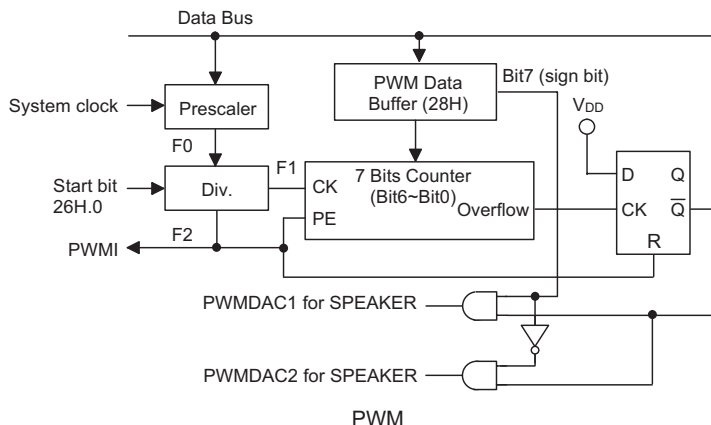 Data Bus
System clock
Prescaler
F0
PWM Data
Buffer (28H)
Bit7 (sign bit)
VDD
Start bit
26H.0
Div.
F1
F2
PWMI
7 Bits Counter
(Bit6~Bit0)
CK
PE
Overflow
D
Q
CK
Q̅
R
PWMDAC1 for SPEAKER
PWMDAC2 for SPEAKER
PWM